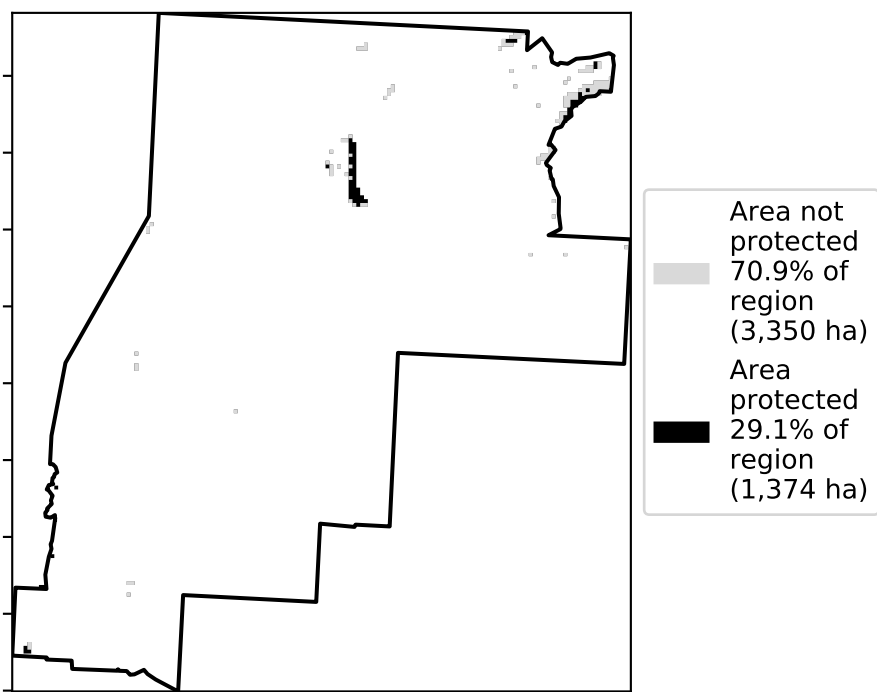 Area not
protected
70.9% of
region
(3,350 ha)
Area
protected
29.1% of
region
(1,374 ha)